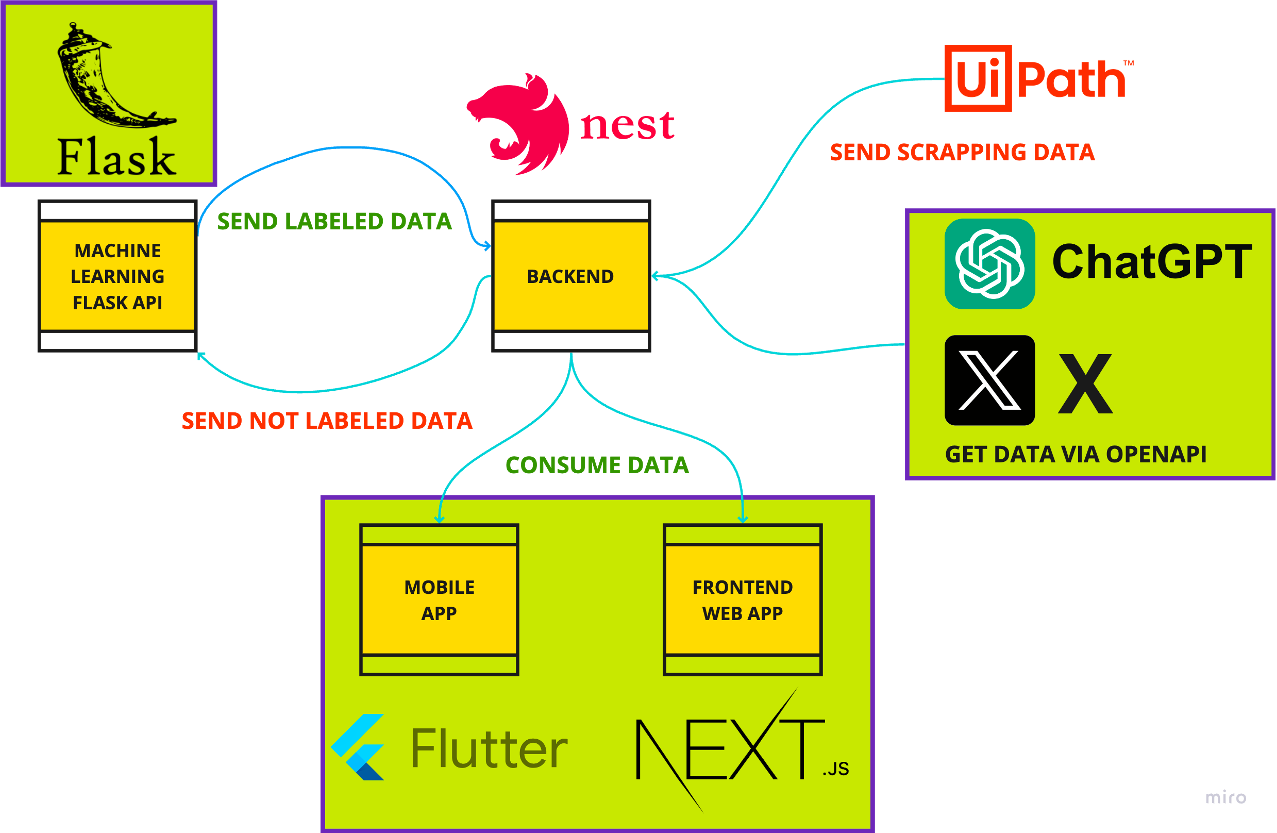 Flask
nest
UiPath™
SEND SCRAPPING DATA
SEND LABELED DATA
MACHINE
LEARNING
FLASK API
BACKEND
ChatGPT
X
GET DATA VIA OPENAPI
SEND NOT LABELED DATA
CONSUME DATA
MOBILE
APP
FRONTEND
WEB APP
Flutter
NEXT.JS
miro